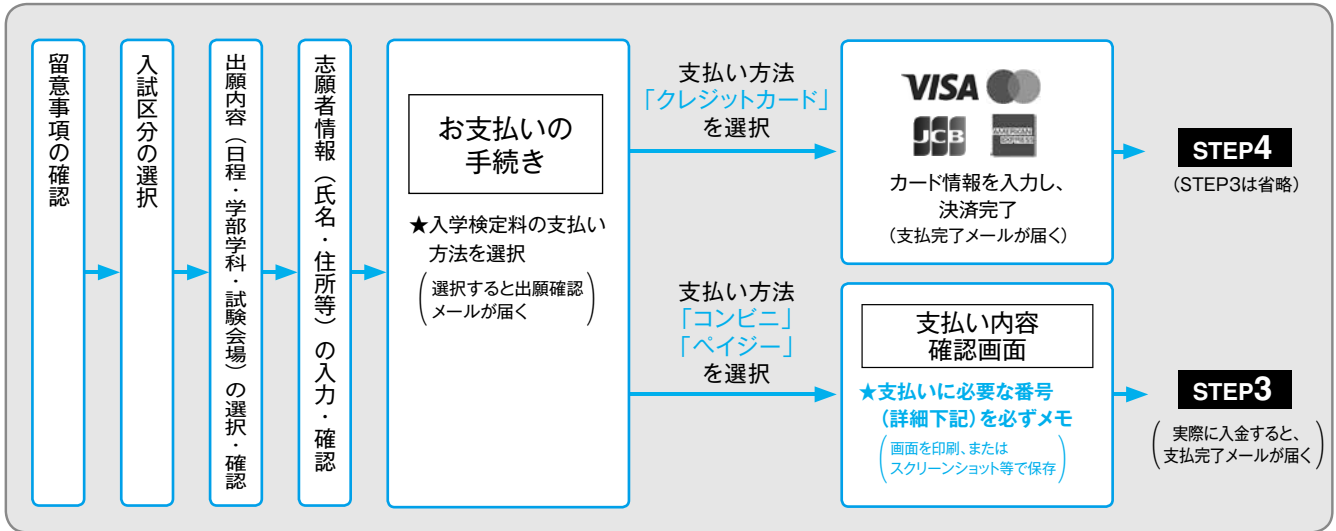 留意事項の確認
入試区分の選択
出願内容（日程・学部学科・試験会場）の選択・確認
志願者情報（氏名・住所等）の入力・確認
お支払いの
手続き
★入学検定料の支払い
方法を選択
（選択すると出願確認
メールが届く）
支払い方法
「クレジットカード」
を選択
VISA
JCB
AMERICAN
EXPRESS
カード情報を入力し、
決済完了
（支払完了メールが届く）
STEP4
（STEP3は省略）
支払い方法
「コンビニ」
「ペイジー」
を選択
支払い内容
確認画面
★支払いに必要な番号
（詳細下記）を必ずメモ
（画面を印刷、または
スクリーンショット等で保存）
STEP3
（実際に入金すると、
支払完了メールが届く）